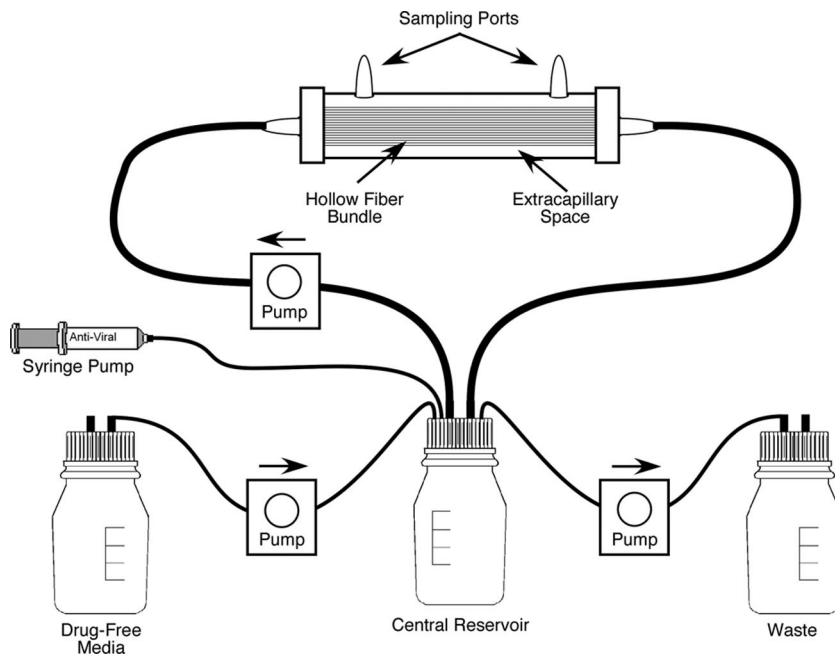 Sampling Ports
Hollow Fiber
Bundle
Extracapillary
Space
Pump
Anti-Viral
Syringe Pump
Pump
Pump
Drug-Free
Media
Central Reservoir
Waste